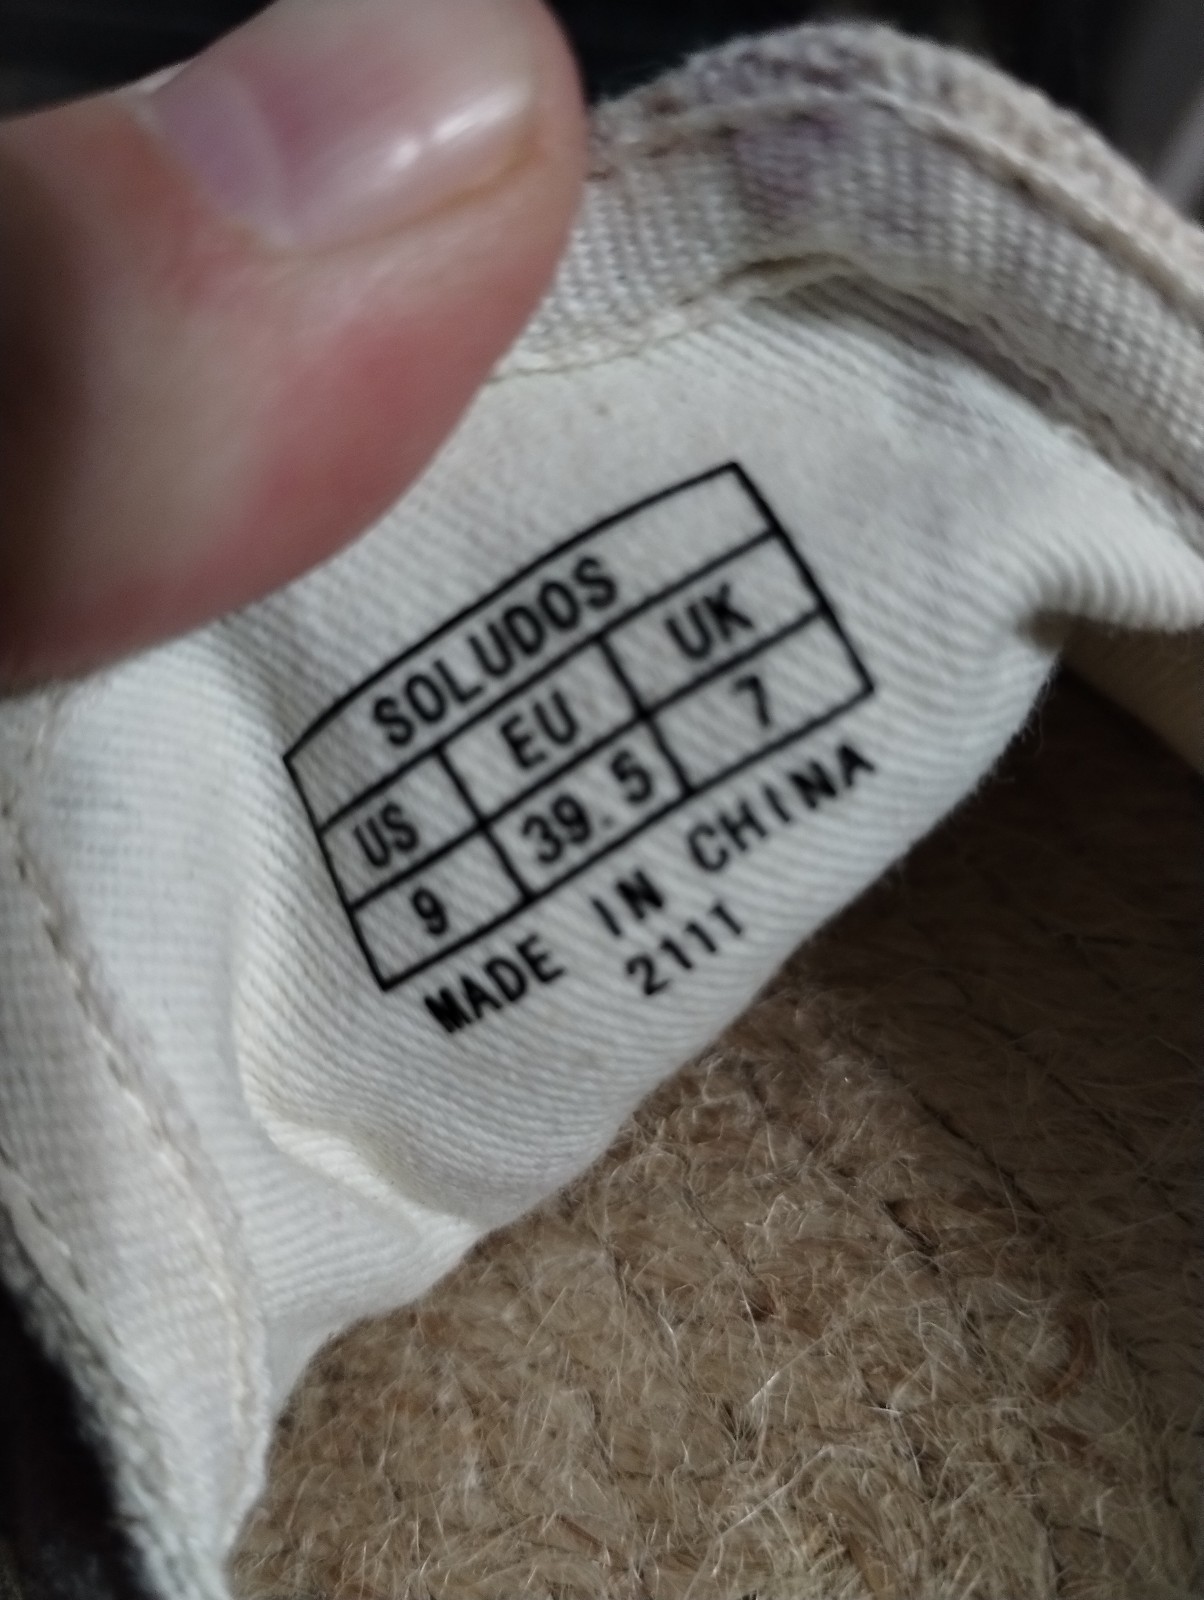 SOLUDOS
US EU UK
9 39.5 7
MADE IN CHINA
2111